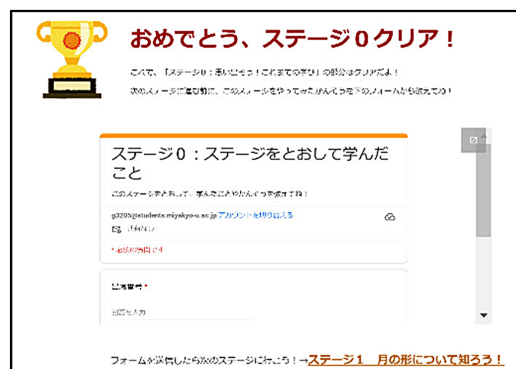 おめでとう、ステージ０クリア！
これで、「ステージ０：思い出そう！これまでの学び」の部分はクリアだよ！
次のステージに進む前に、このステージをやってみたかんそうを下のフォームから教えてね！
ステージ０：ステージをとおして学んだ
こと
このステージをとおして、学んだことやかんそうを教えてね！
アカウントを切り替える
共有なし
*必須の質問です
回答を入力
フォームを送信したら次のステージに行こう！→ステージ１　月の形について知ろう！